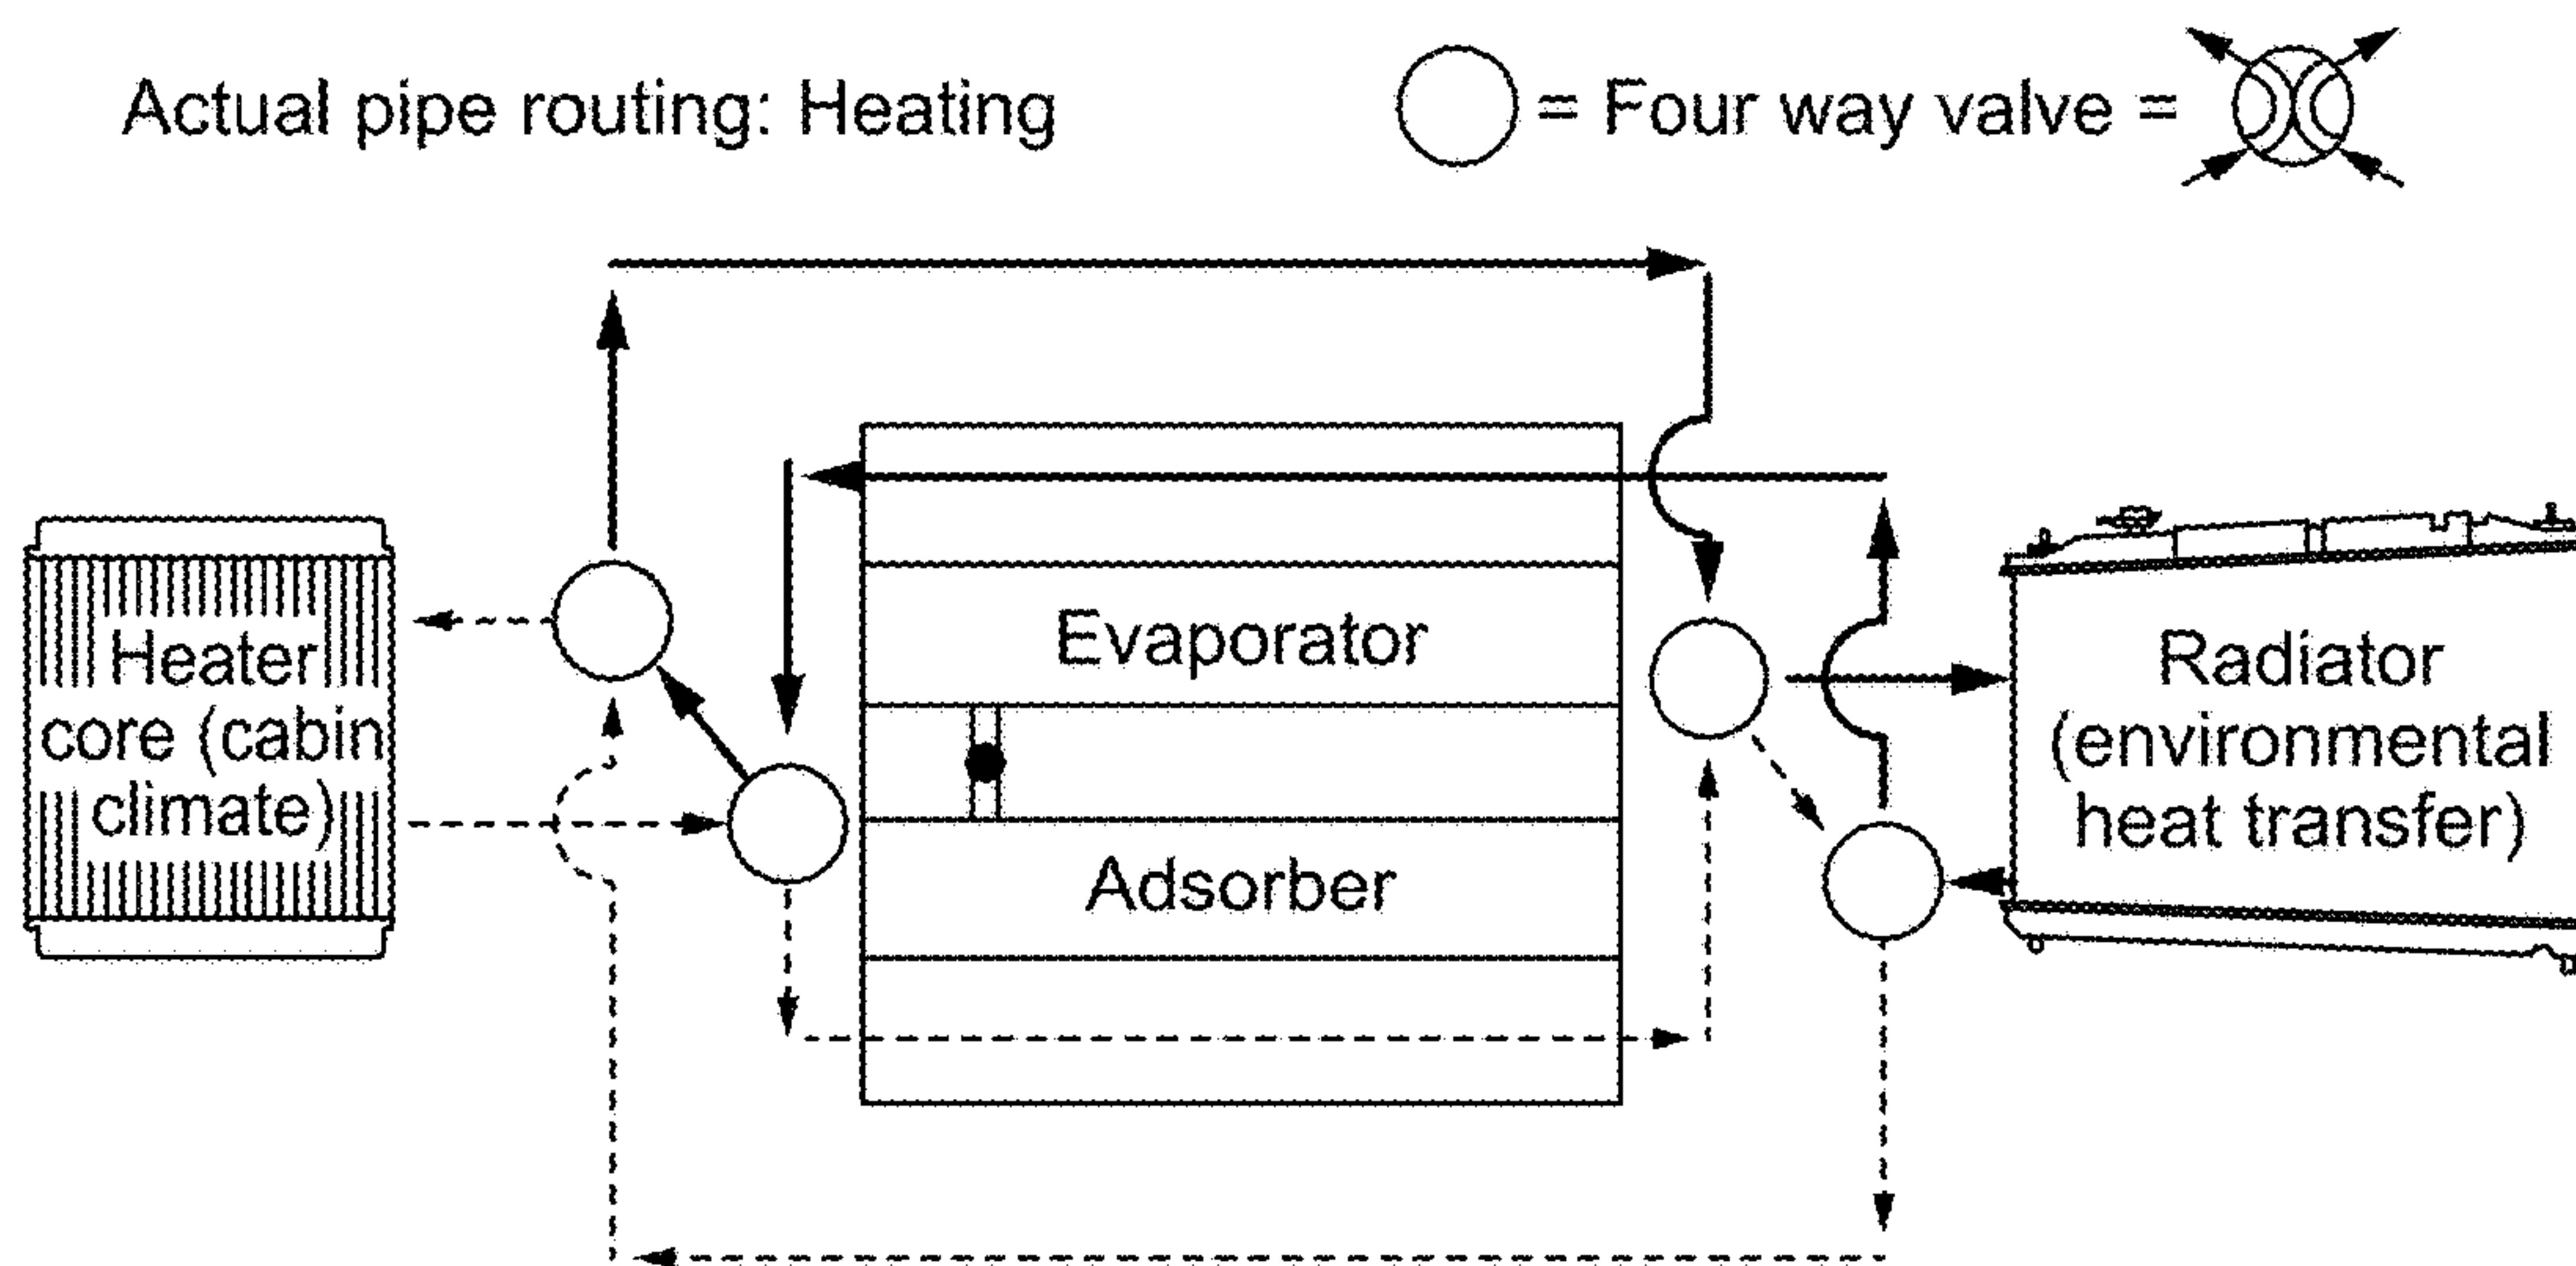 Actual pipe routing: Heating
= Four way valve =
Evaporator
Adsorber
Heater
core (cabin
climate)
Radiator
(environmental
heat transfer)